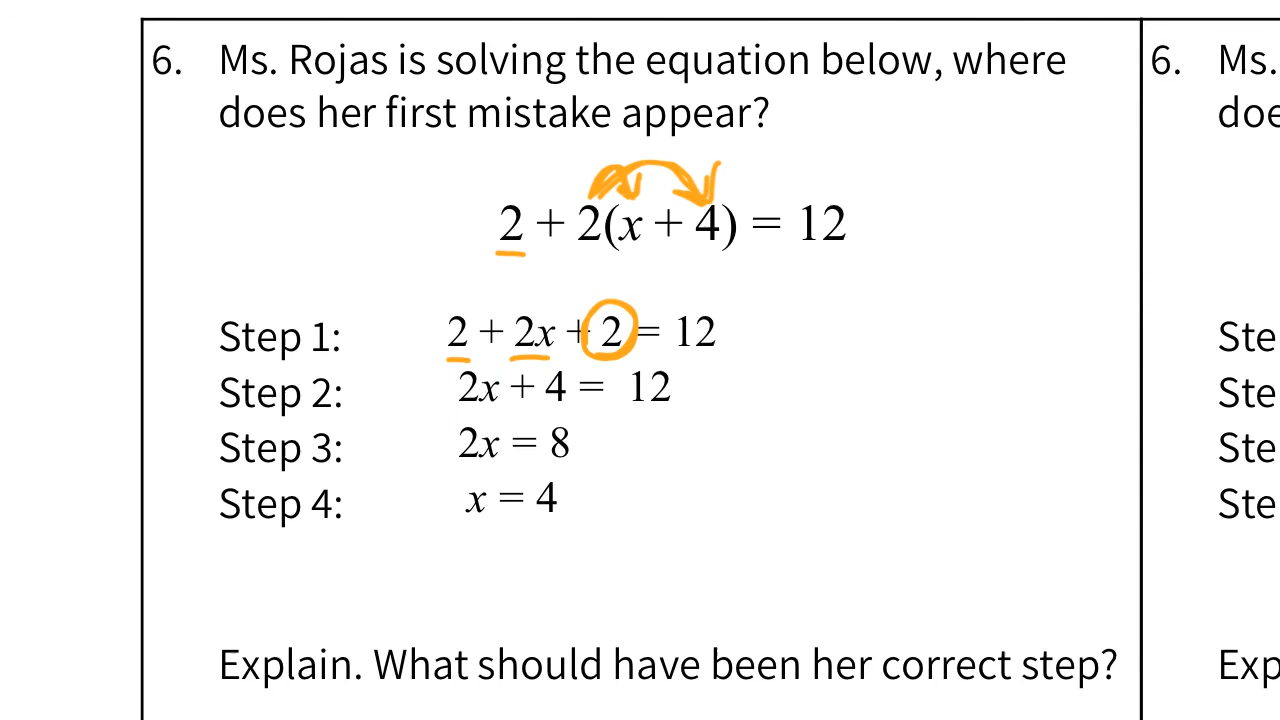 6. Ms. Rojas is solving the equation below, where
does her first mistake appear?
2 + 2(x + 4) = 12
Step 1: 2 + 2x + 2 = 12
Step 2: 2x + 4 = 12
Step 3: 2x = 8
Step 4: x = 4
Explain. What should have been her correct step?
6. Ms.
doe
Ste
Ste
Ste
Ste
Exp